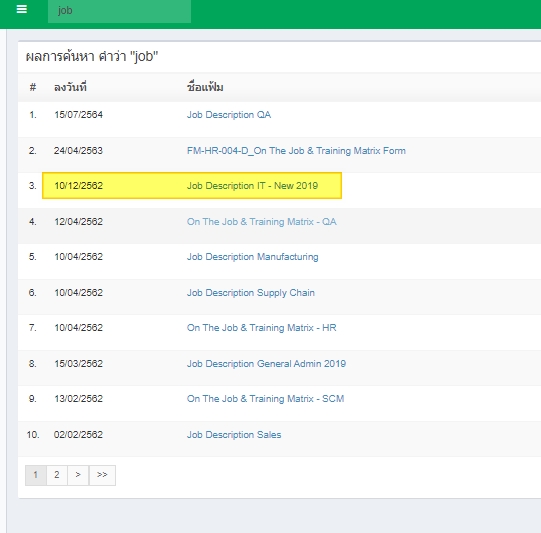 job
ผลการค้นหา คำว่า "job"
# ลงวันที่ ชื่อแฟ้ม
1. 15/07/2564 Job Description QA
2. 24/04/2563 FM-HR-004-D_On The Job & Training Matrix Form
3. 10/12/2562 Job Description IT - New 2019
4. 12/04/2562 On The Job & Training Matrix - QA
5. 10/04/2562 Job Description Manufacturing
6. 10/04/2562 Job Description Supply Chain
7. 10/04/2562 On The Job & Training Matrix - HR
8. 15/03/2562 Job Description General Admin 2019
9. 13/02/2562 On The Job & Training Matrix - SCM
10. 02/02/2562 Job Description Sales
1 2 > >>